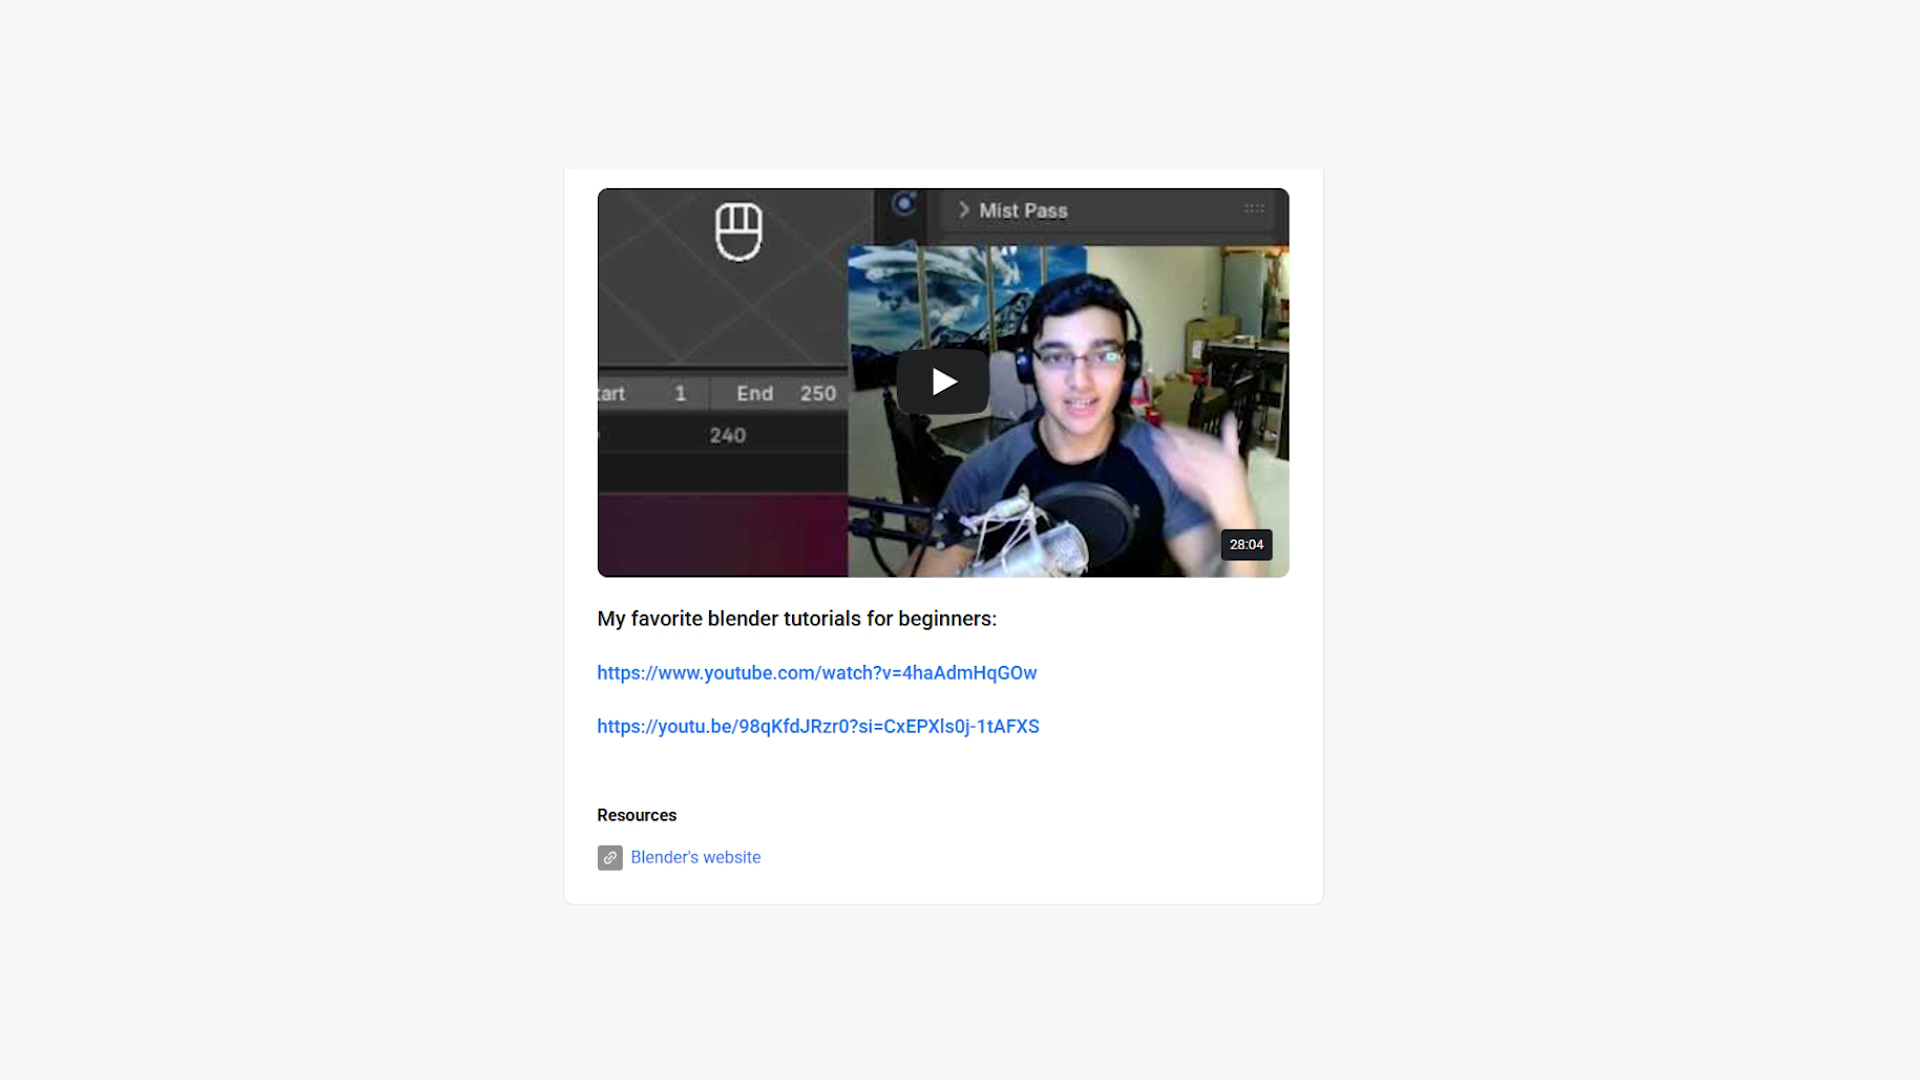 Mist Pass
tart 1 End 250
240
28:04
My favorite blender tutorials for beginners:
https://www.youtube.com/watch?v=4haAdmHqGOw
https://youtu.be/98qKfdJRzr0?si=CxEPXls0j-1tAFXS
Resources
Blender's website